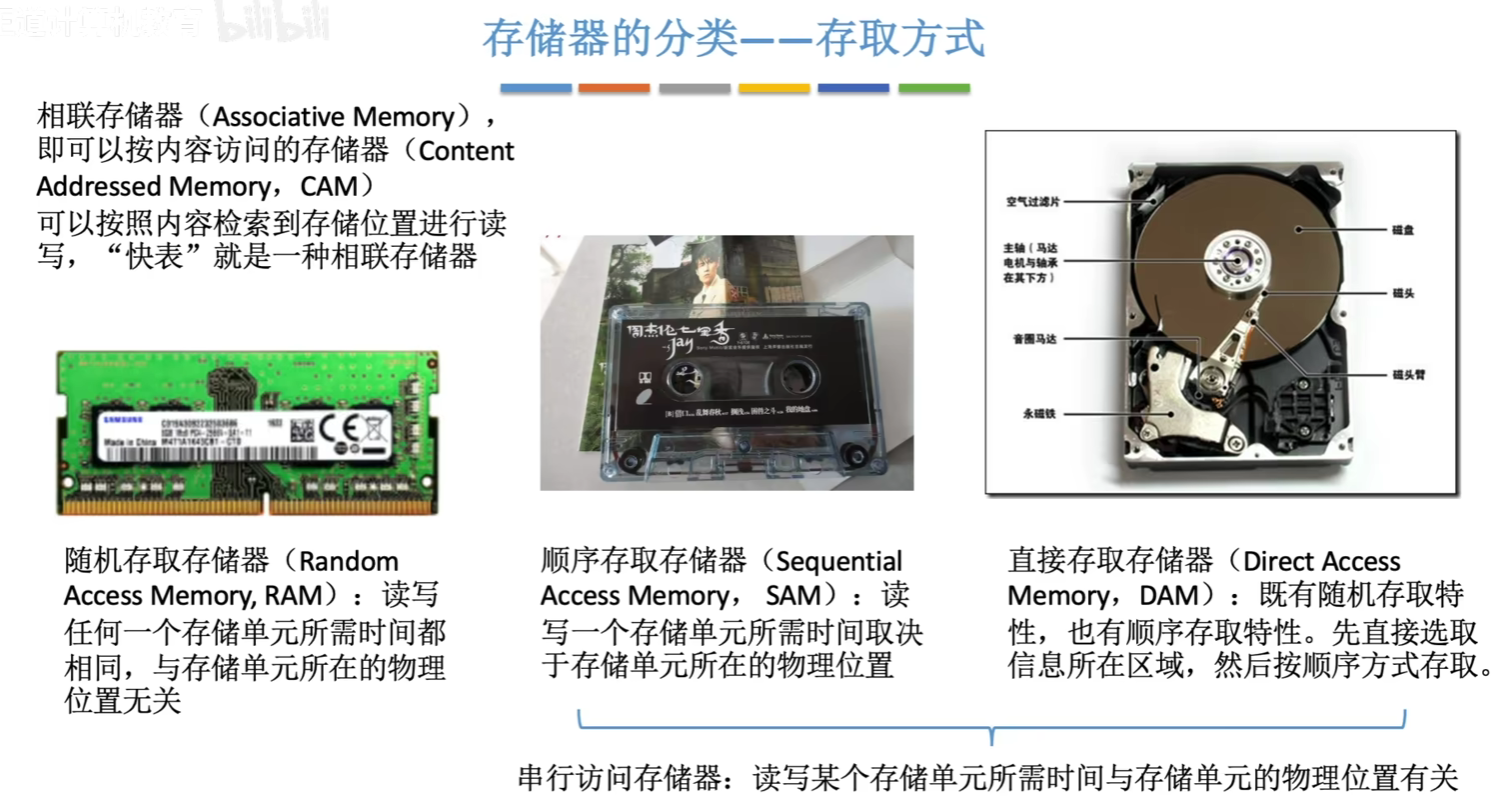 bilibili
存储器的分类——存取方式
相联存储器（Associative Memory），
即可以按内容访问的存储器（Content
Addressed Memory，CAM）
可以按照内容检索到存储位置进行读
写，“快表”就是一种相联存储器
SAMSUNG
Made in China
周杰伦七里香
Jay
空气过滤片
主轴（马达
电机与轴承
在其下方）
音圈马达
永磁铁
磁盘
磁头
磁头臂
随机存取存储器（Random
Access Memory, RAM）：读写
任何一个存储单元所需时间都
相同，与存储单元所在的物理
位置无关
顺序存取存储器（Sequential
Access Memory， SAM）：读
写一个存储单元所需时间取决
于存储单元所在的物理位置
直接存取存储器（Direct Access
Memory，DAM）：既有随机存取特
性，也有顺序存取特性。先直接选取
信息所在区域，然后按顺序方式存取。
串行访问存储器：读写某个存储单元所需时间与存储单元的物理位置有关